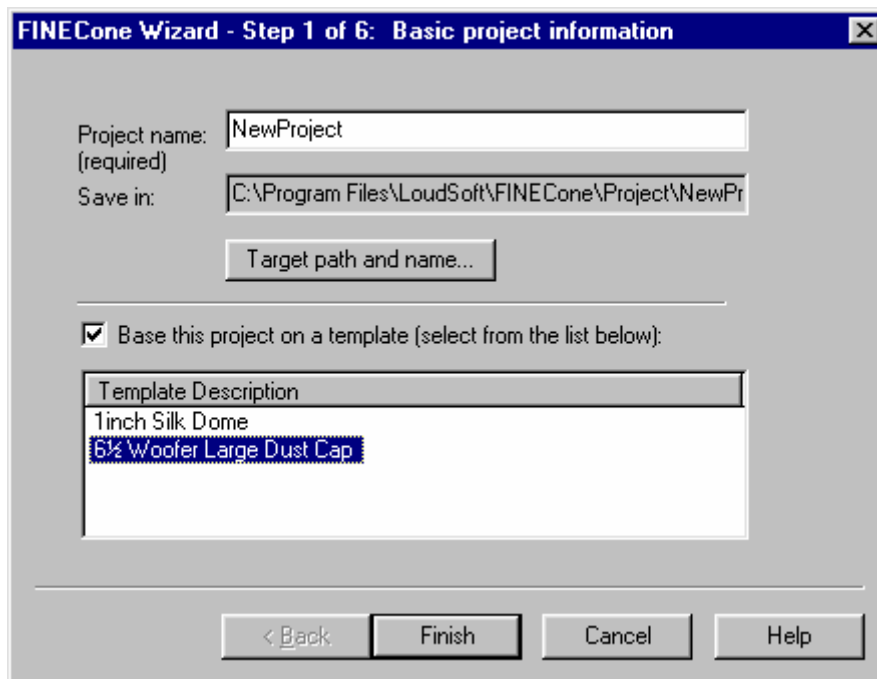 FINECone Wizard - Step 1 of 6: Basic project information
Project name:
(required)
NewProject
Save in:
C:\Program Files\LoudSoft\FINECone\Project\NewPr
Target path and name...
Base this project on a template (select from the list below):
Template Description
1inch Silk Dome
6½ Woofer Large Dust Cap
< Back
Finish
Cancel
Help